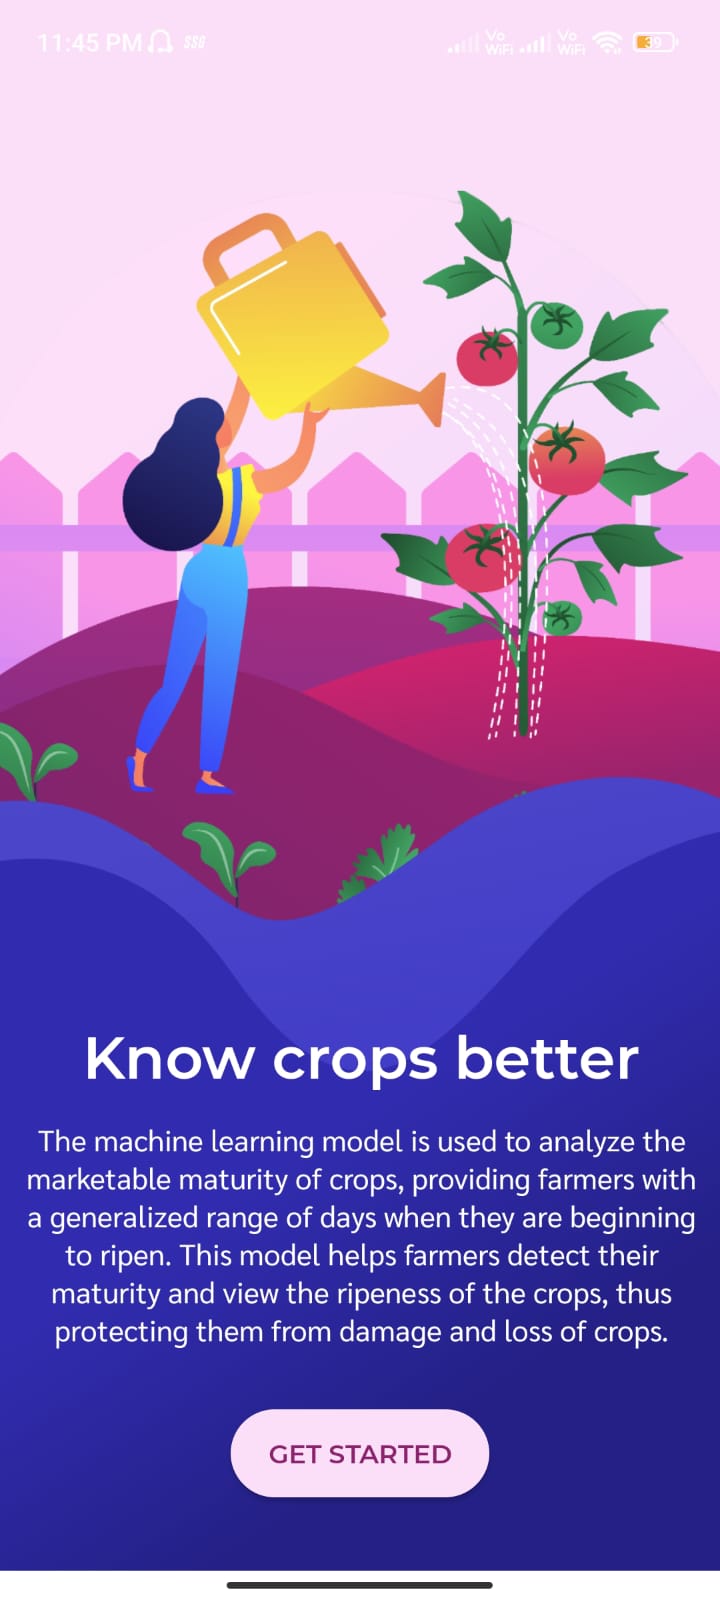 11:45 PM SSG Vo WiFi Vo WiFi 39
Know crops better
The machine learning model is used to analyze the
marketable maturity of crops, providing farmers with
a generalized range of days when they are beginning
to ripen. This model helps farmers detect their
maturity and view the ripeness of the crops, thus
protecting them from damage and loss of crops.
GET STARTED